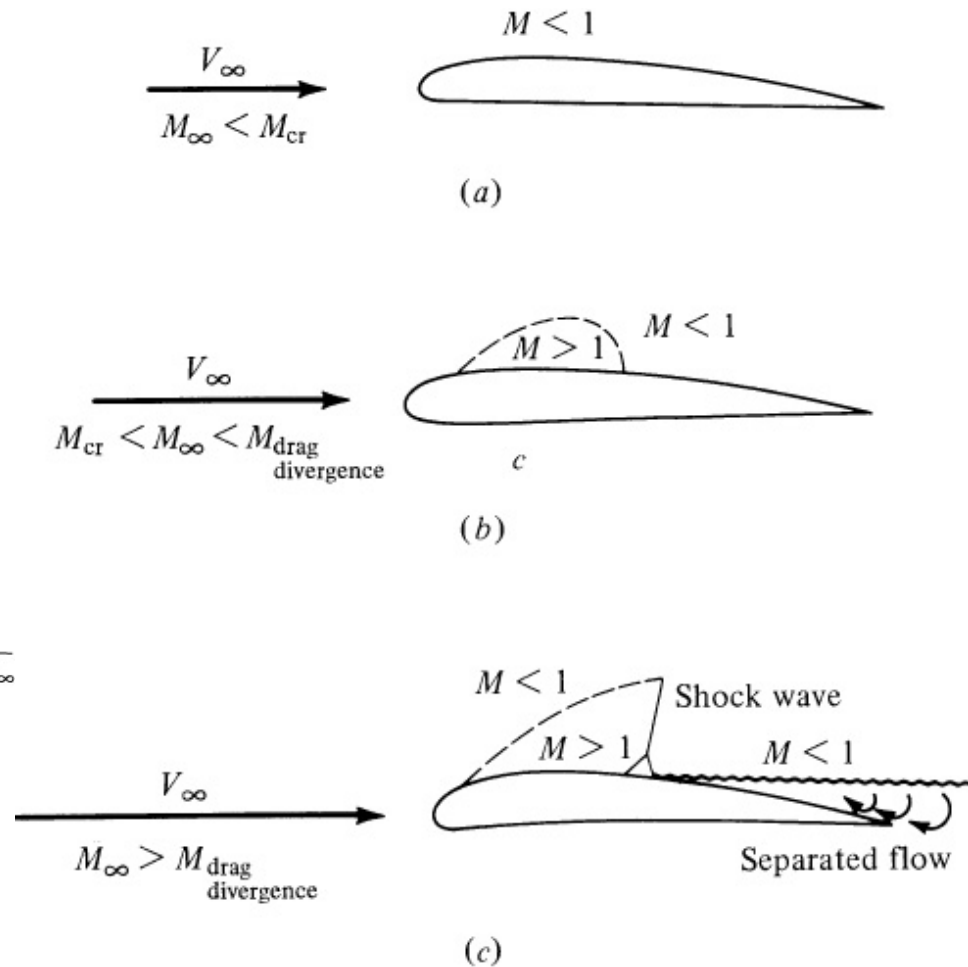 M < 1
V∞
M∞ < Mcr
(a)
M < 1
M > 1
V∞
Mcr < M∞ < Mdrag divergence
c
(b)
∞
M < 1
Shock wave
M > 1
M < 1
V∞
M∞ > Mdrag divergence
Separated flow
(c)